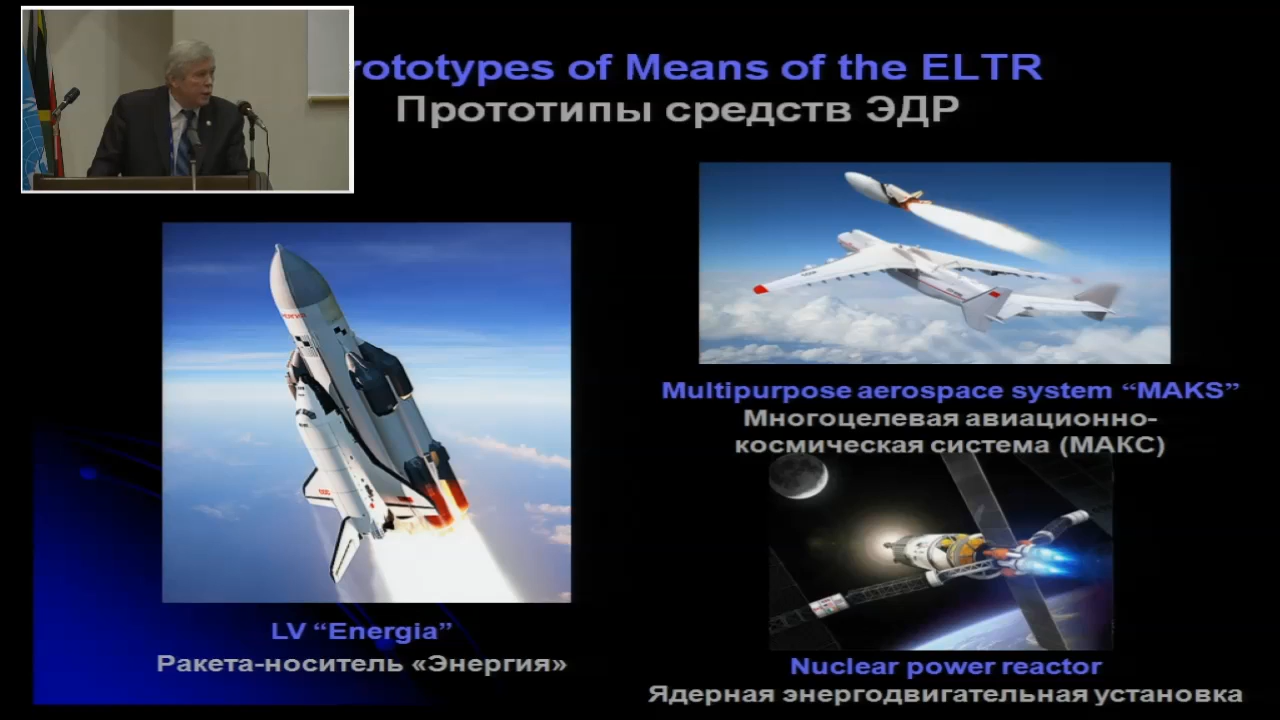 rototypes of Means of the ELTR
Прототипы средств ЭДР
Multipurpose aerospace system “MAKS”
Многоцелевая авиационно-
космическая система (МАКС)
LV “Energia”
Ракета-носитель «Энергия»
Nuclear power reactor
Ядерная энергодвигательная установка